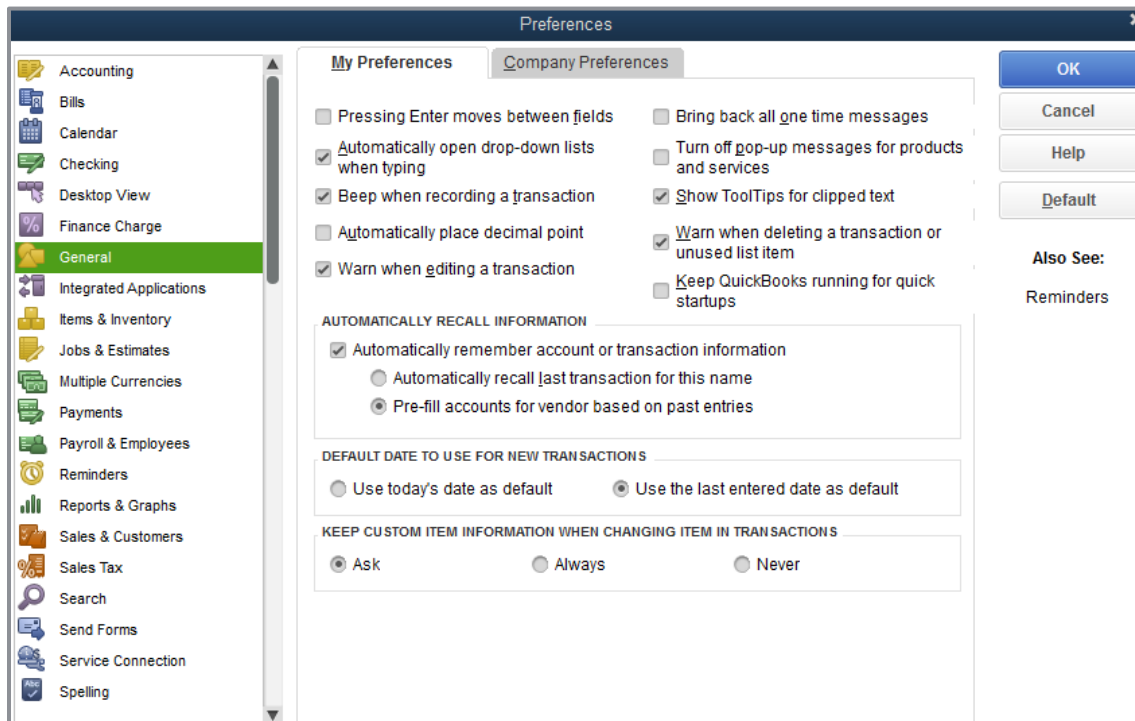 Preferences
Accounting
Bills
Calendar
Checking
Desktop View
Finance Charge
General
Integrated Applications
Items & Inventory
Jobs & Estimates
Multiple Currencies
Payments
Payroll & Employees
Reminders
Reports & Graphs
Sales & Customers
Sales Tax
Search
Send Forms
Service Connection
Spelling
My Preferences
Company Preferences
Pressing Enter moves between fields
Automatically open drop-down lists
when typing
Beep when recording a transaction
Automatically place decimal point
Warn when editing a transaction
Bring back all one time messages
Turn off pop-up messages for products
and services
Show ToolTips for clipped text
Warn when deleting a transaction or
unused list item
Keep QuickBooks running for quick
startups
AUTOMATICALLY RECALL INFORMATION
Automatically remember account or transaction information
Automatically recall last transaction for this name
Pre-fill accounts for vendor based on past entries
DEFAULT DATE TO USE FOR NEW TRANSACTIONS
Use today's date as default
Use the last entered date as default
KEEP CUSTOM ITEM INFORMATION WHEN CHANGING ITEM IN TRANSACTIONS
Ask
Always
Never
OK
Cancel
Help
Default
Also See:
Reminders